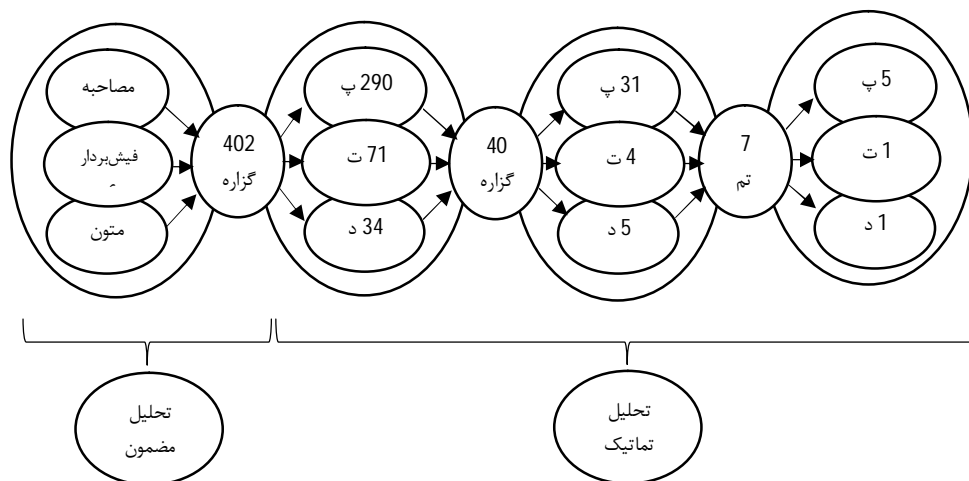 مصاحبه
فیش‌بردار
متون
402
گزاره
290 پ
71 ت
34 د
40
گزاره
31 پ
4 ت
5 د
7
تم
5 پ
1 ت
1 د
تحلیل
مضمون
تحلیل
تماتیک